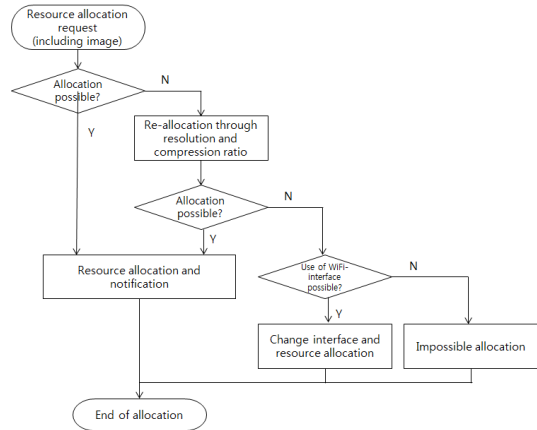 Resource allocation
request
(including image)
Allocation
possible?
N
Y
Re-allocation through
resolution and
compression ratio
Allocation
possible?
N
Y
Resource allocation and
notification
Use of WiFi-
interface
possible?
N
Y
Change interface and
resource allocation
Impossible allocation
End of allocation